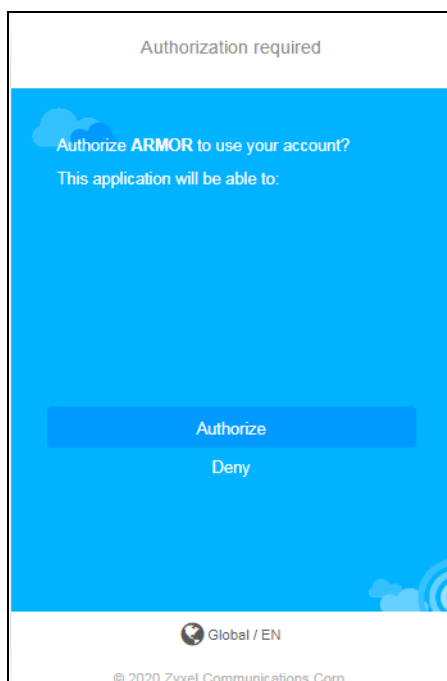 Authorization required
Authorize ARMOR to use your account?
This application will be able to:
Authorize
Deny
Global / EN
© 2020 Zyxel Communications Corp